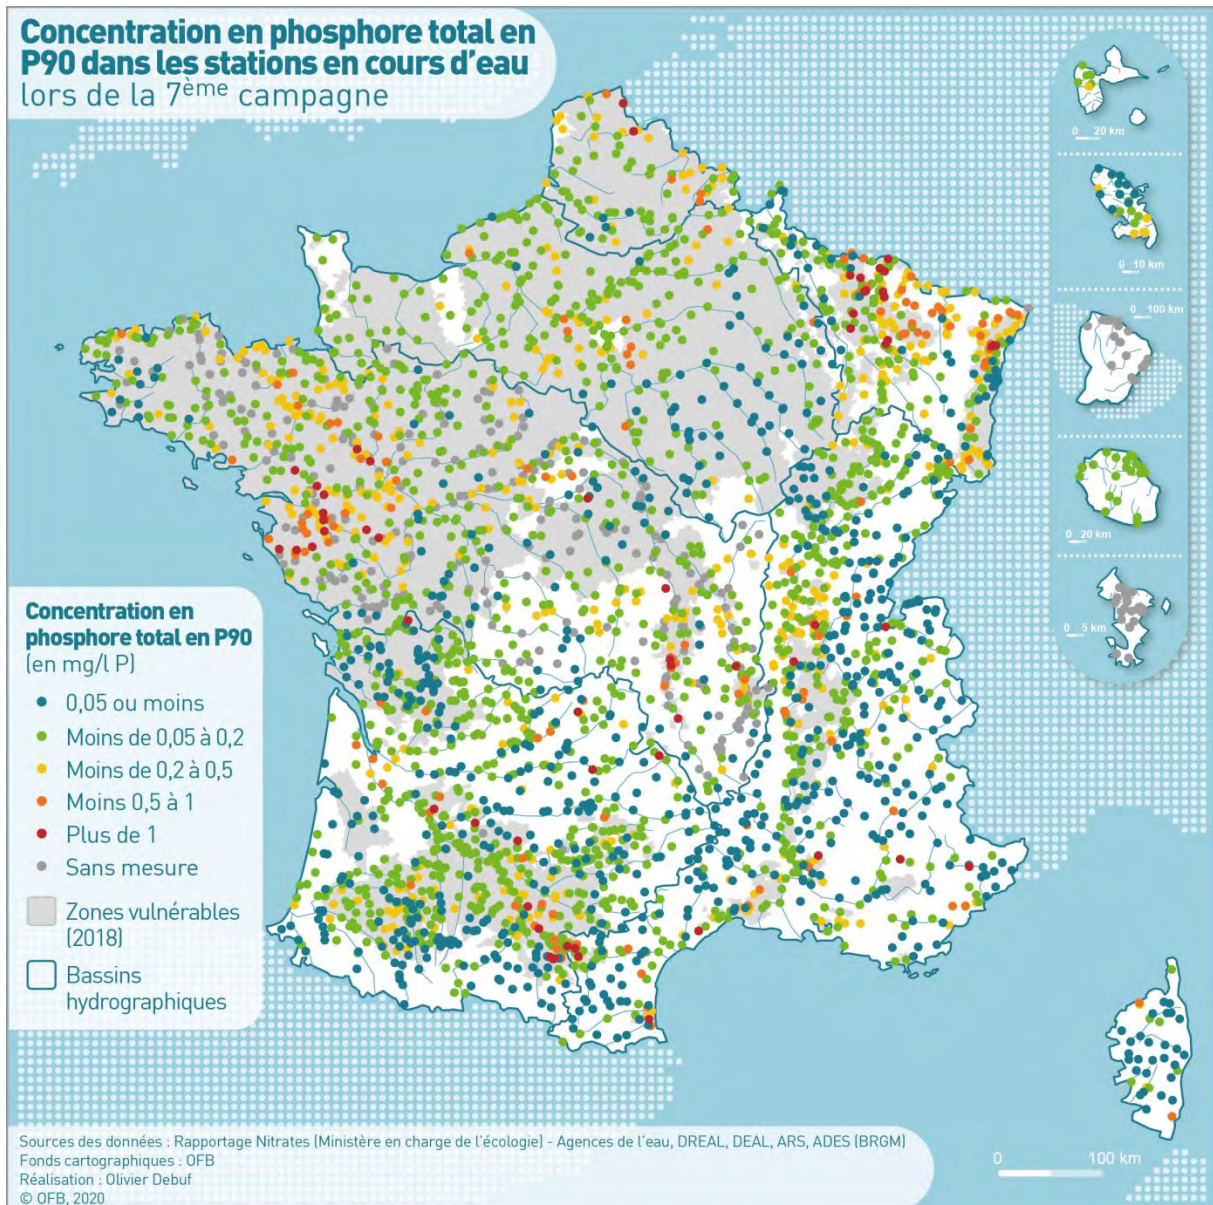 Concentration en phosphore total en
P90 dans les stations en cours d'eau
lors de la 7ème campagne
0 20 km
0 10 km
0 100 km
0 20 km
0 5 km
Concentration en
phosphore total en P90
(en mg/l P)
0,05 ou moins
Moins de 0,05 à 0,2
Moins de 0,2 à 0,5
Moins 0,5 à 1
Plus de 1
Sans mesure
Zones vulnérables
(2018)
Bassins
hydrographiques
Sources des données : Rapportage Nitrates (Ministère en charge de l'écologie) - Agences de l'eau, DREAL, DEAL, ARS, ADES (BRGM)
Fonds cartographiques : OFB
Réalisation : Olivier Debuf
© OFB, 2020
0 100 km